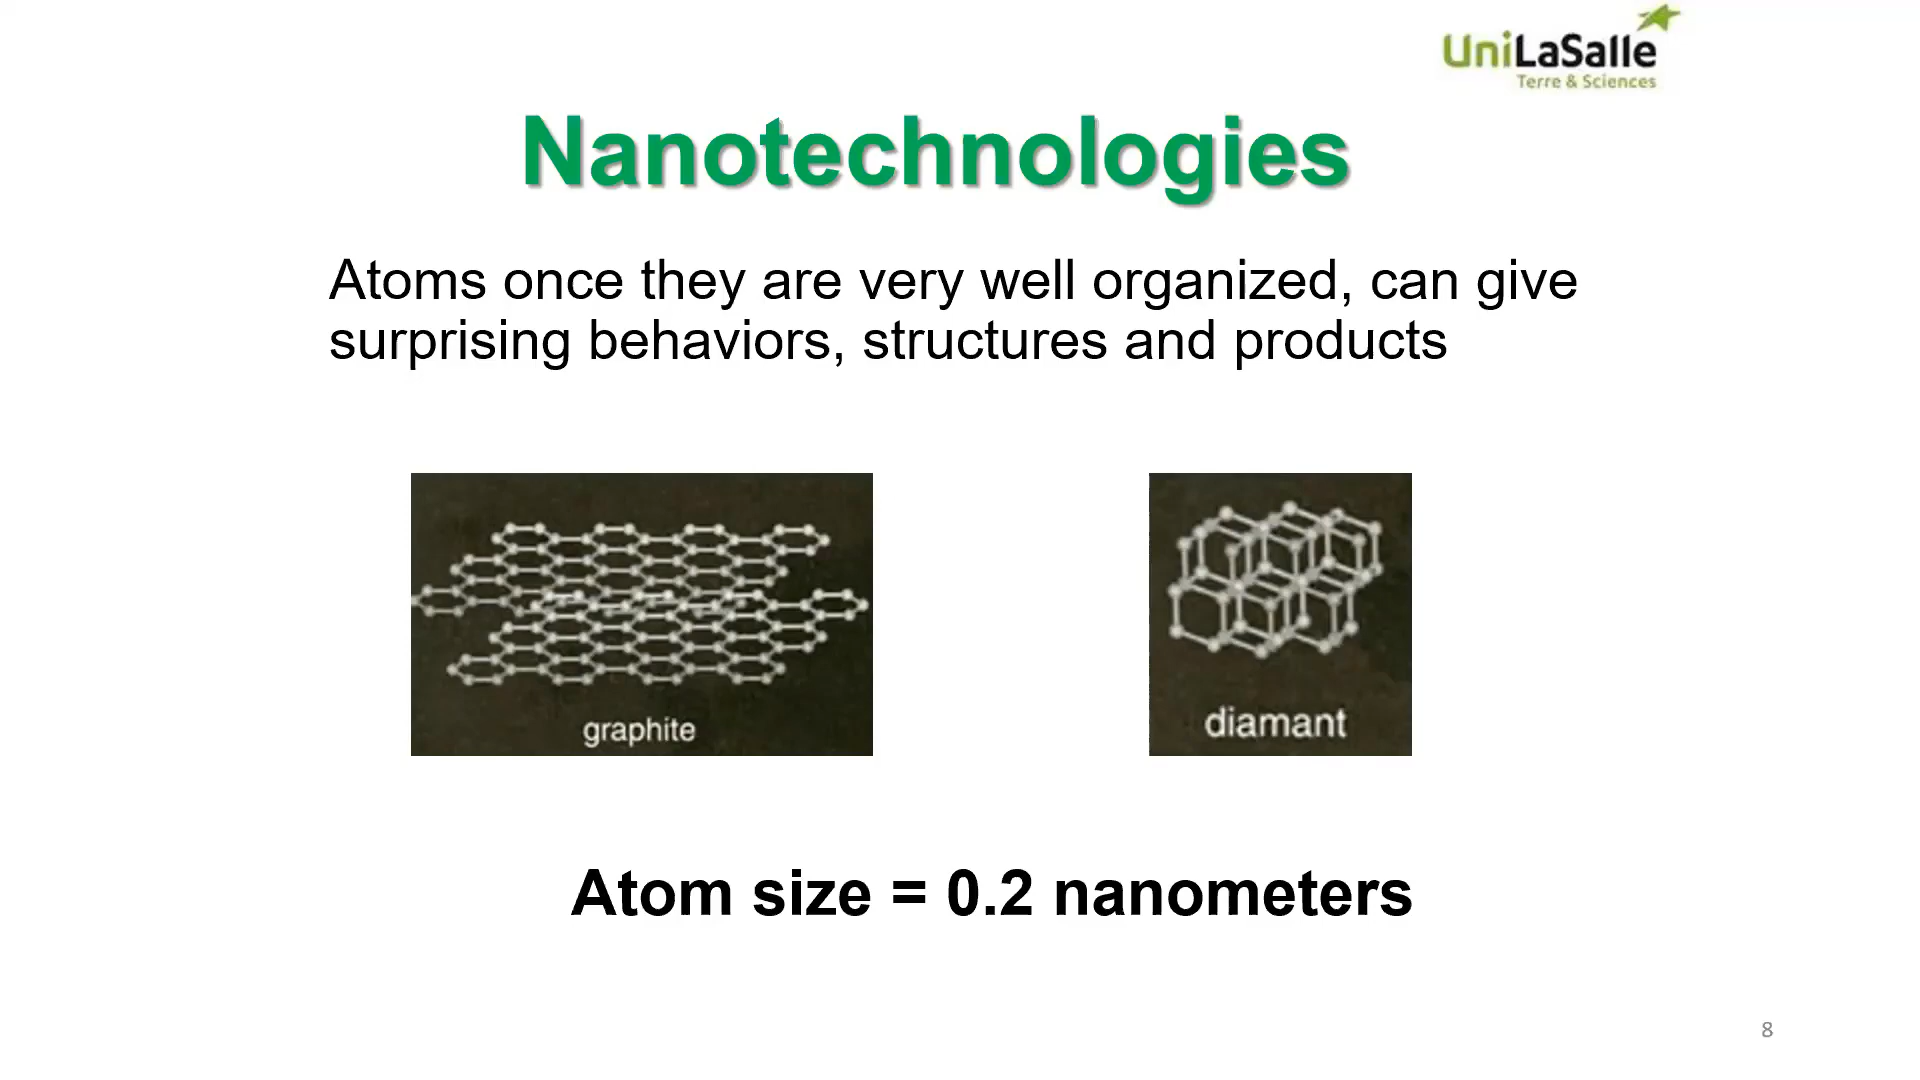 UniLaSalle
Terre & Sciences
Nanotechnologies
Atoms once they are very well organized, can give
surprising behaviors, structures and products
graphite
diamant
Atom size = 0.2 nanometers
8